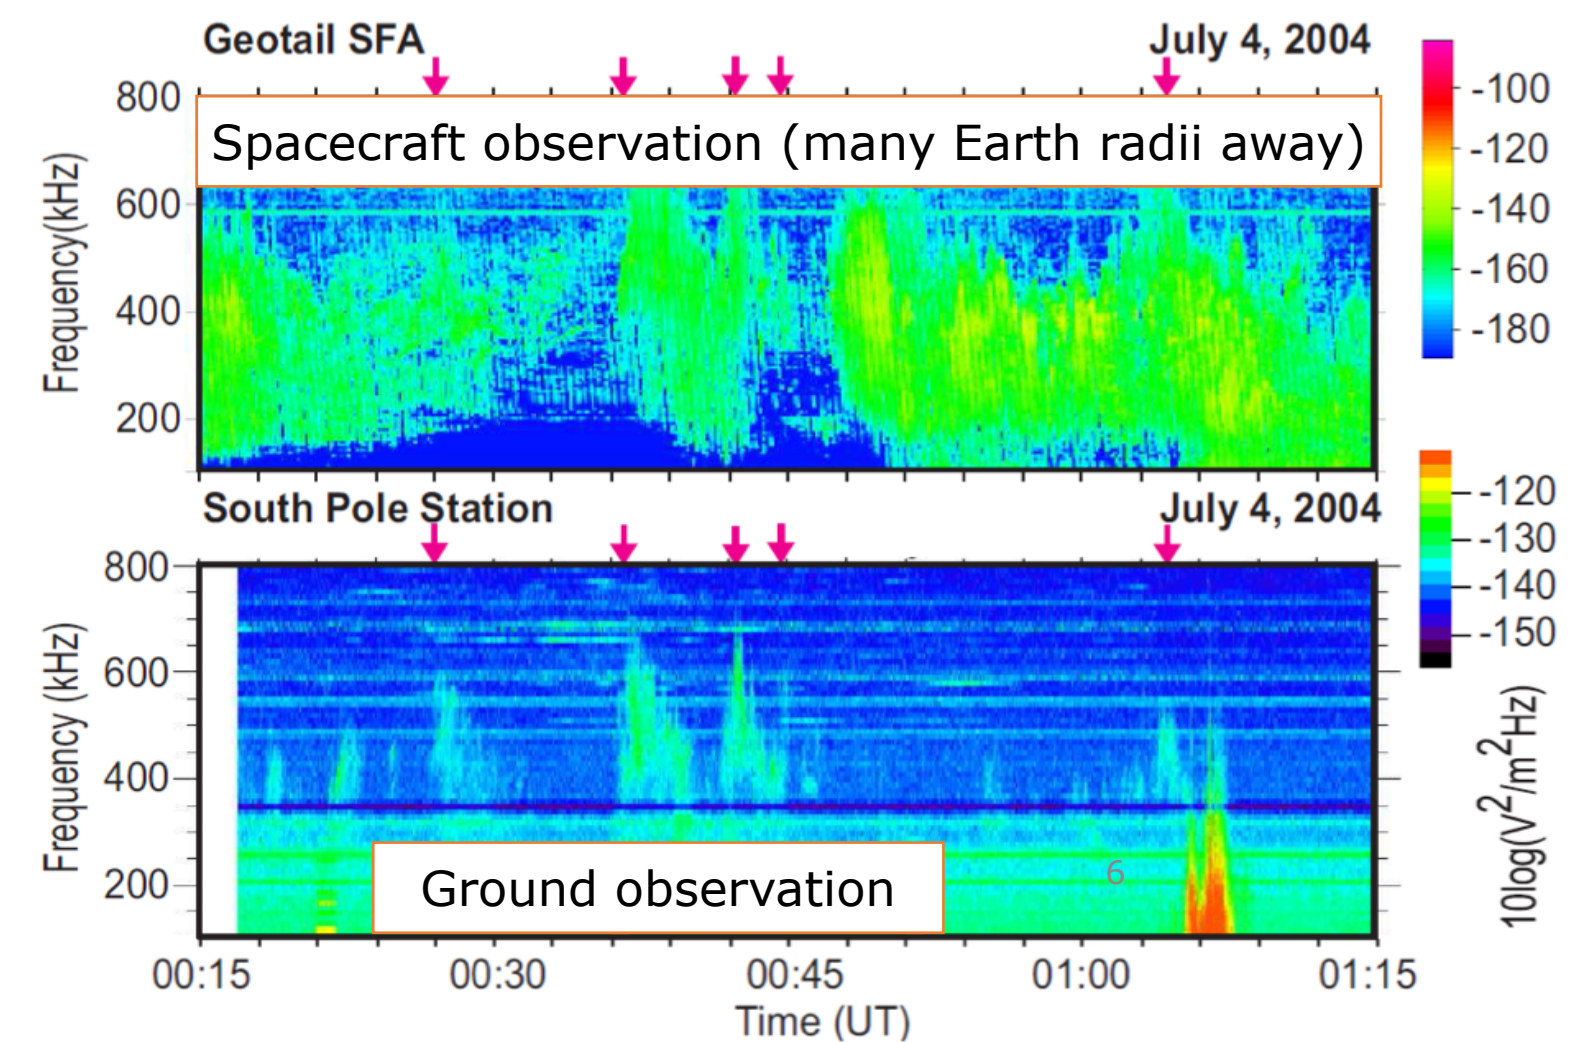 Geotail SFA
July 4, 2004
Spacecraft observation (many Earth radii away)
Frequency(kHz)
800
600
400
200
-100
-120
-140
-160
-180
South Pole Station
July 4, 2004
Frequency (kHz)
800
600
400
200
Ground observation
6
-120
-130
-140
-150
10log(V²/m²Hz)
00:15
00:30
00:45
01:00
01:15
Time (UT)